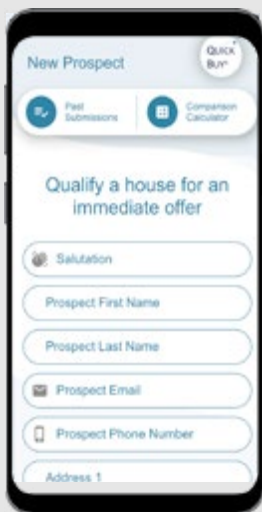 New Prospect
QUICK
BUY
Past
Submissions
Comparison
Calculator
Qualify a house for an
immediate offer
Salutation
Prospect First Name
Prospect Last Name
Prospect Email
Prospect Phone Number
Address 1